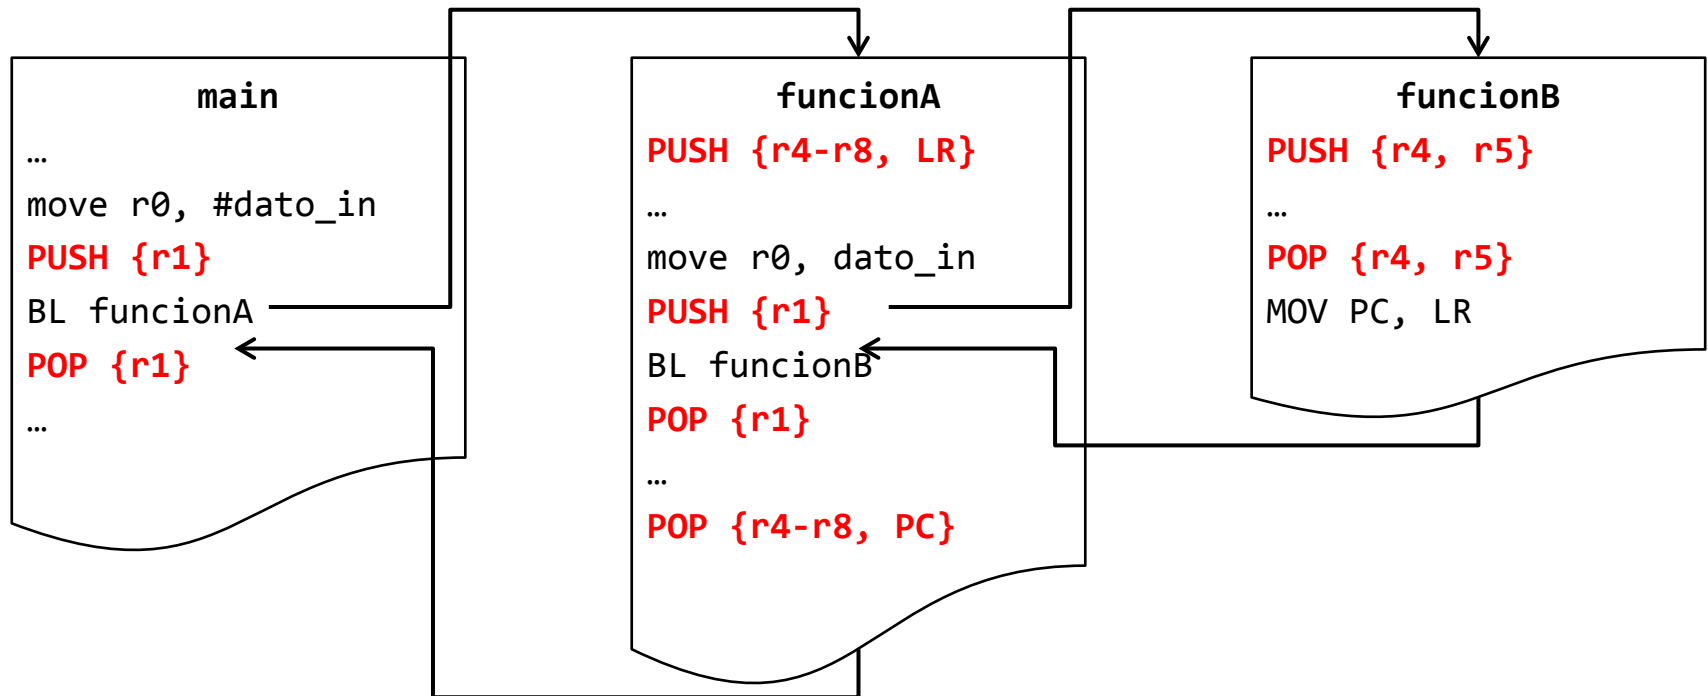 main
…
move r0, #dato_in
PUSH {r1}
BL funcionA
POP {r1}
…
funcionA
PUSH {r4-r8, LR}
…
move r0, dato_in
PUSH {r1}
BL funcionB
POP {r1}
…
POP {r4-r8, PC}
funcionB
PUSH {r4, r5}
…
POP {r4, r5}
MOV PC, LR